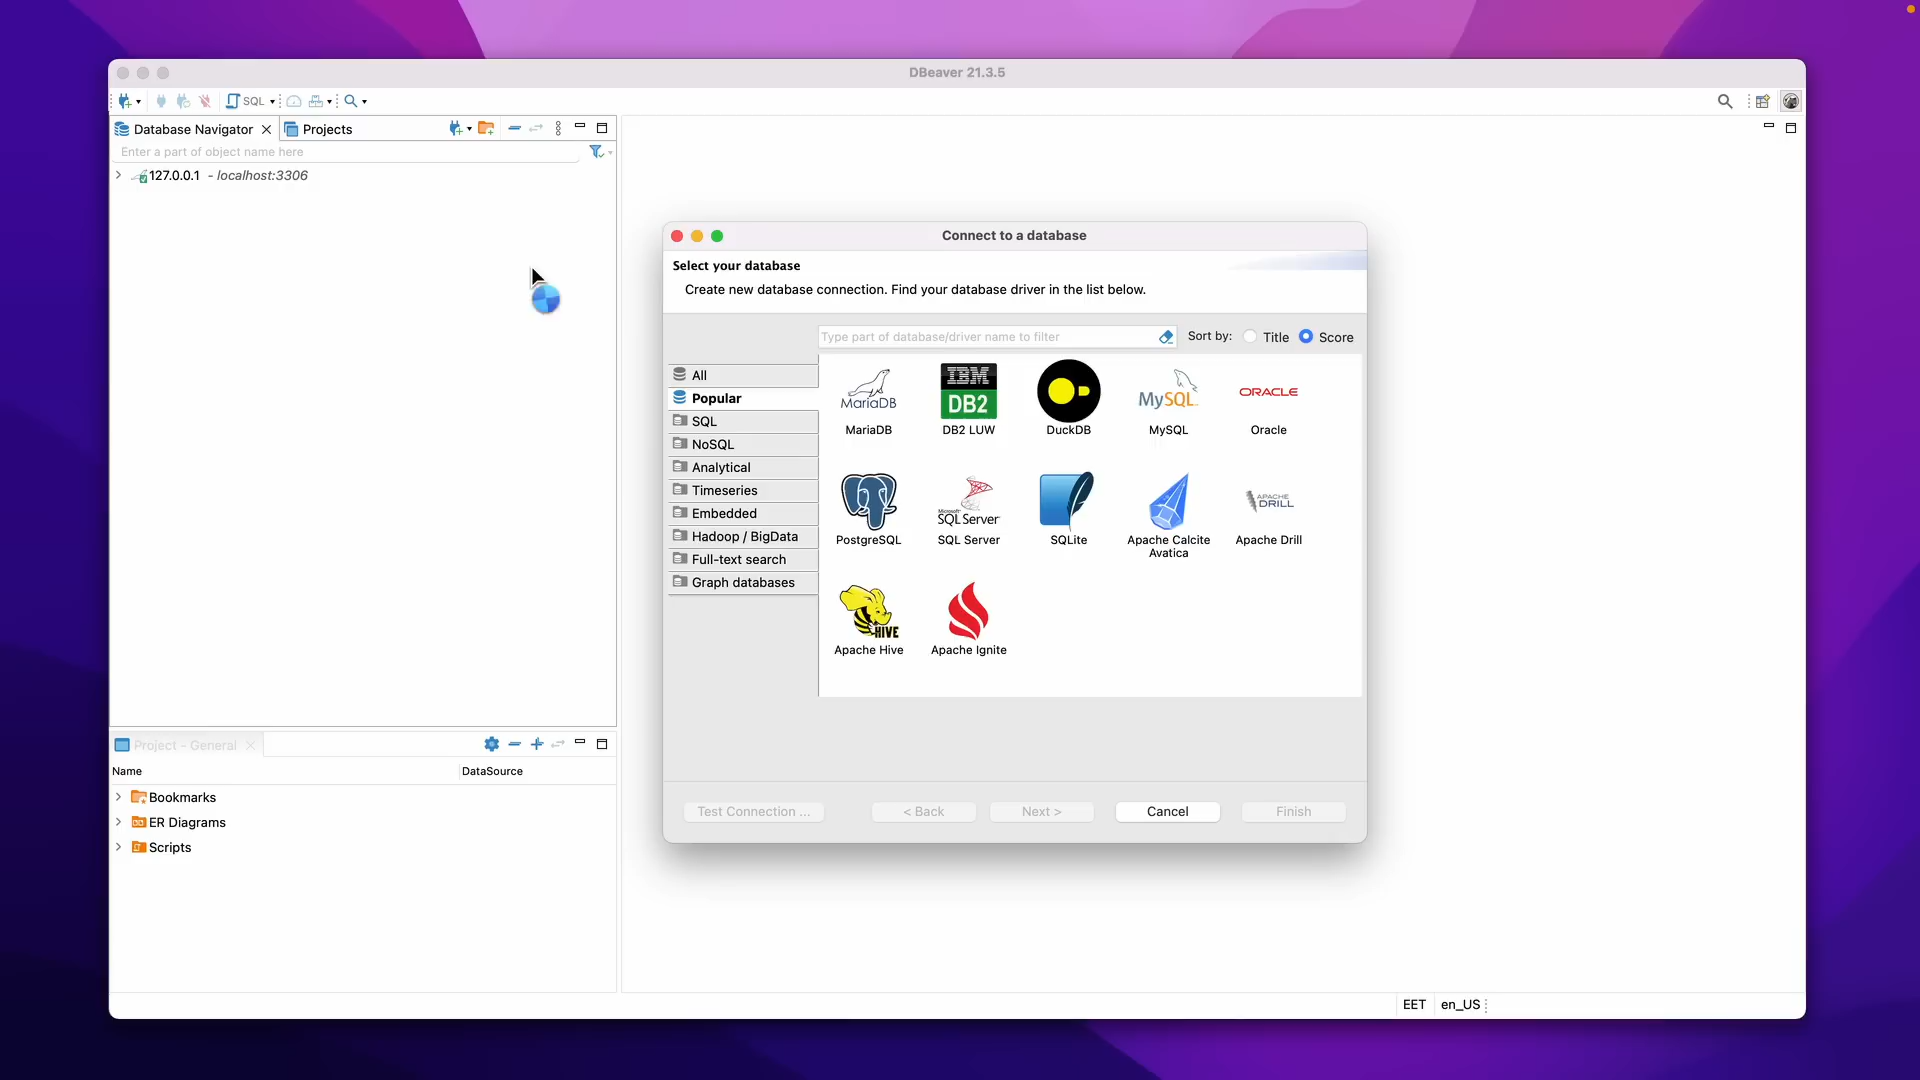 DBeaver 21.3.5
SQL
Database Navigator
Projects
Enter a part of object name here
127.0.0.1 - localhost:3306
Connect to a database
Select your database
Create new database connection. Find your database driver in the list below.
Type part of database/driver name to filter
Sort by:
Title
Score
All
Popular
SQL
NoSQL
Analytical
Timeseries
Embedded
Hadoop / BigData
Full-text search
Graph databases
MariaDB
IBM
DB2
MySQL
ORACLE
MariaDB
DB2 LUW
DuckDB
MySQL
Oracle
Microsoft
SQL Server
APACHE
DRILL
PostgreSQL
SQL Server
SQLite
Apache Calcite
Avatica
Apache Drill
HIVE
Apache Hive
Apache Ignite
Test Connection ...
< Back
Next >
Cancel
Finish
Project - General
Name
DataSource
Bookmarks
ER Diagrams
Scripts
EET
en_US